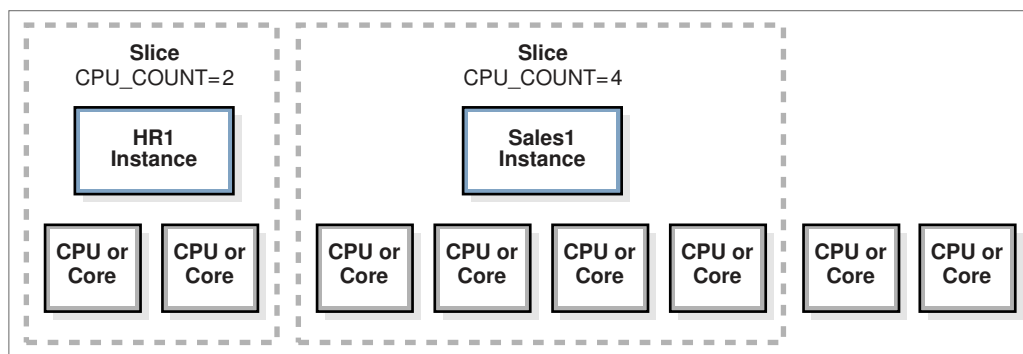 Slice
CPU_COUNT=2
HR1
Instance
CPU or
Core
CPU or
Core
Slice
CPU_COUNT=4
Sales1
Instance
CPU or
Core
CPU or
Core
CPU or
Core
CPU or
Core
CPU or
Core
CPU or
Core